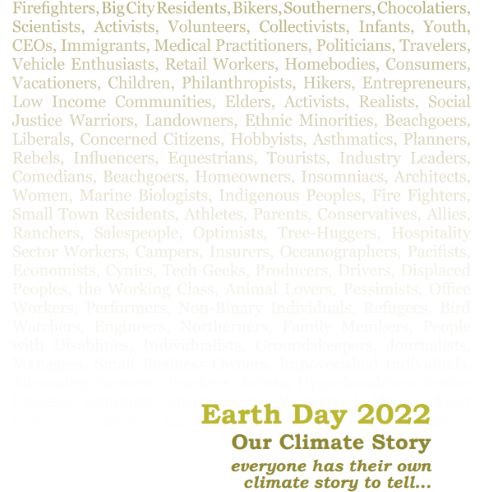 Firefighters, Big City Residents, Bikers, Southerners, Chocolatiers,
Scientists, Activists, Volunteers, Collectivists, Infants, Youth,
CEOs, Immigrants, Medical Practitioners, Politicians, Travelers,
Vehicle Enthusiasts, Retail Workers, Homebodies, Consumers,
Vacationers, Children, Philanthropists, Hikers, Entrepreneurs,
Low Income Communities, Elders, Activists, Realists, Social
Justice Warriors, Landowners, Ethnic Minorities, Beachgoers,
Liberals, Concerned Citizens, Hobbyists, Asthmatics, Planners,
Rebels, Influencers, Equestrians, Tourists, Industry Leaders,
Comedians, Beachgoers, Homeowners, Insomniacs, Architects,
Women, Marine Biologists, Indigenous Peoples, Fire Fighters,
Small Town Residents, Athletes, Parents, Conservatives, Allies,
Ranchers, Salespeople, Optimists, Tree-Huggers, Hospitality
Sector Workers, Campers, Insurers, Oceanographers, Pacifists,
Economists, Cynics, Tech Geeks, Producers, Drivers, Displaced
Peoples, the Working Class, Animal Lovers, Pessimists, Office
Workers, Performers, Non-Binary Individuals, Refugees, Bird
Watchers, Engineers, Northerners, Family Members, People
with Disabilities, Individualists, Groundskeepers, Journalists,
Managers, Small Business Owners, Impoverished Individuals,
Earth Day 2022
Our Climate Story
everyone has their own
climate story to tell...